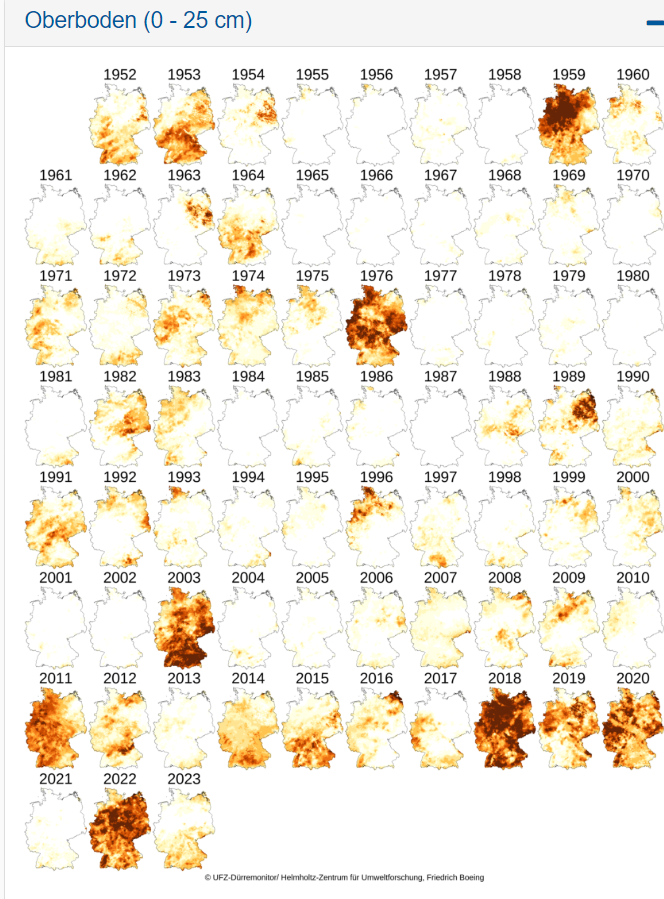 Oberboden (0 - 25 cm)
1952 1953 1954 1955 1956 1957 1958 1959 1960
1961 1962 1963 1964 1965 1966 1967 1968 1969 1970
1971 1972 1973 1974 1975 1976 1977 1978 1979 1980
1981 1982 1983 1984 1985 1986 1987 1988 1989 1990
1991 1992 1993 1994 1995 1996 1997 1998 1999 2000
2001 2002 2003 2004 2005 2006 2007 2008 2009 2010
2011 2012 2013 2014 2015 2016 2017 2018 2019 2020
2021 2022 2023
© UFZ-Dürremonitor/ Helmholtz-Zentrum für Umweltforschung, Friedrich Boeing